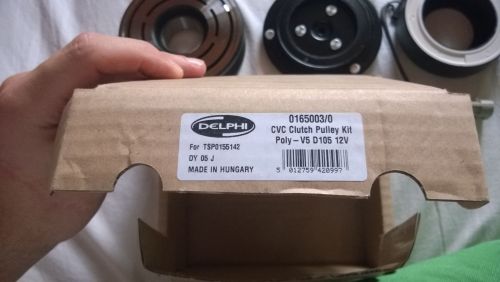 DELPHI
0165003/0
CVC Clutch Pulley Kit
Poly-V5 D105 12V
For TSP0155142
DY 05 J
MADE IN HUNGARY
5 012759 420997